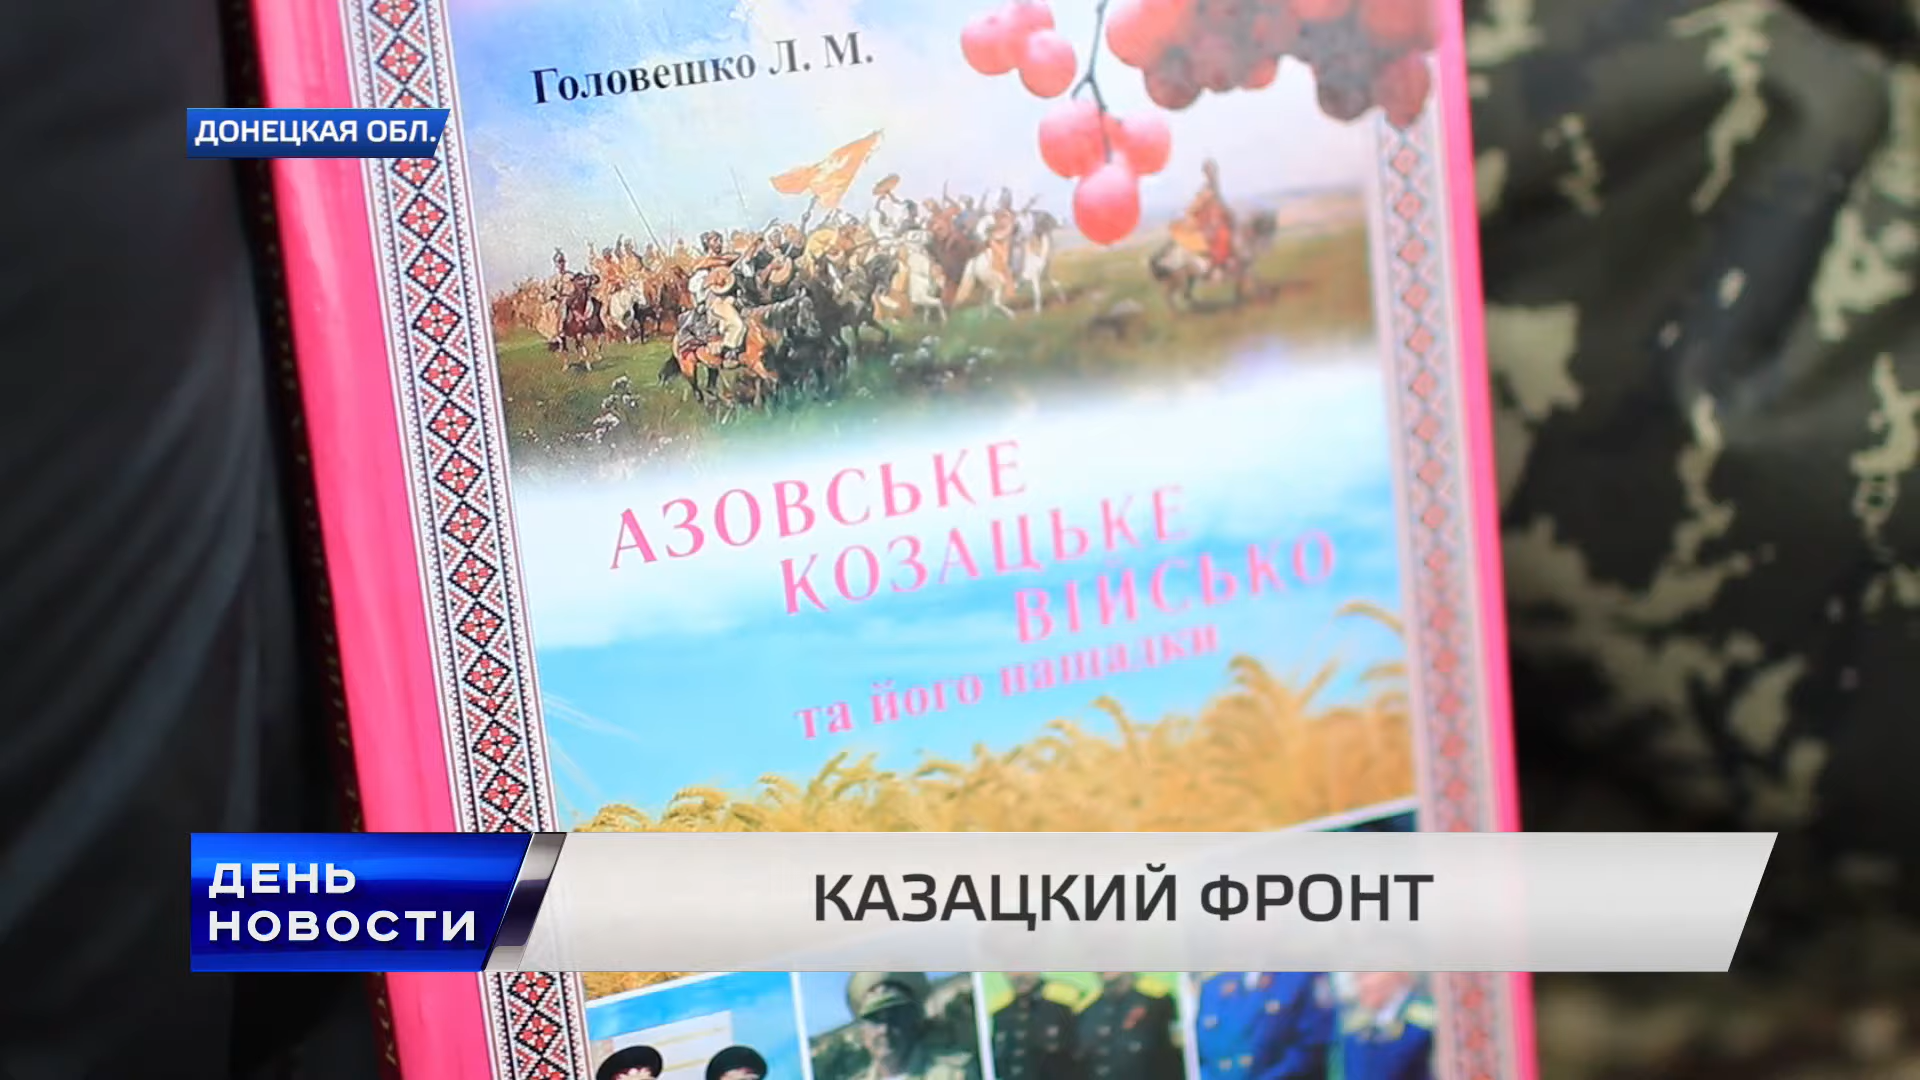 Головешко Л. М.
ДОНЕЦКАЯ ОБЛ.
АЗОВСЬКЕ
КОЗАЦЬКЕ
ВІЙСЬКО
та його нащадки
ДЕНЬ
НОВОСТИ
КАЗАЦКИЙ ФРОНТ